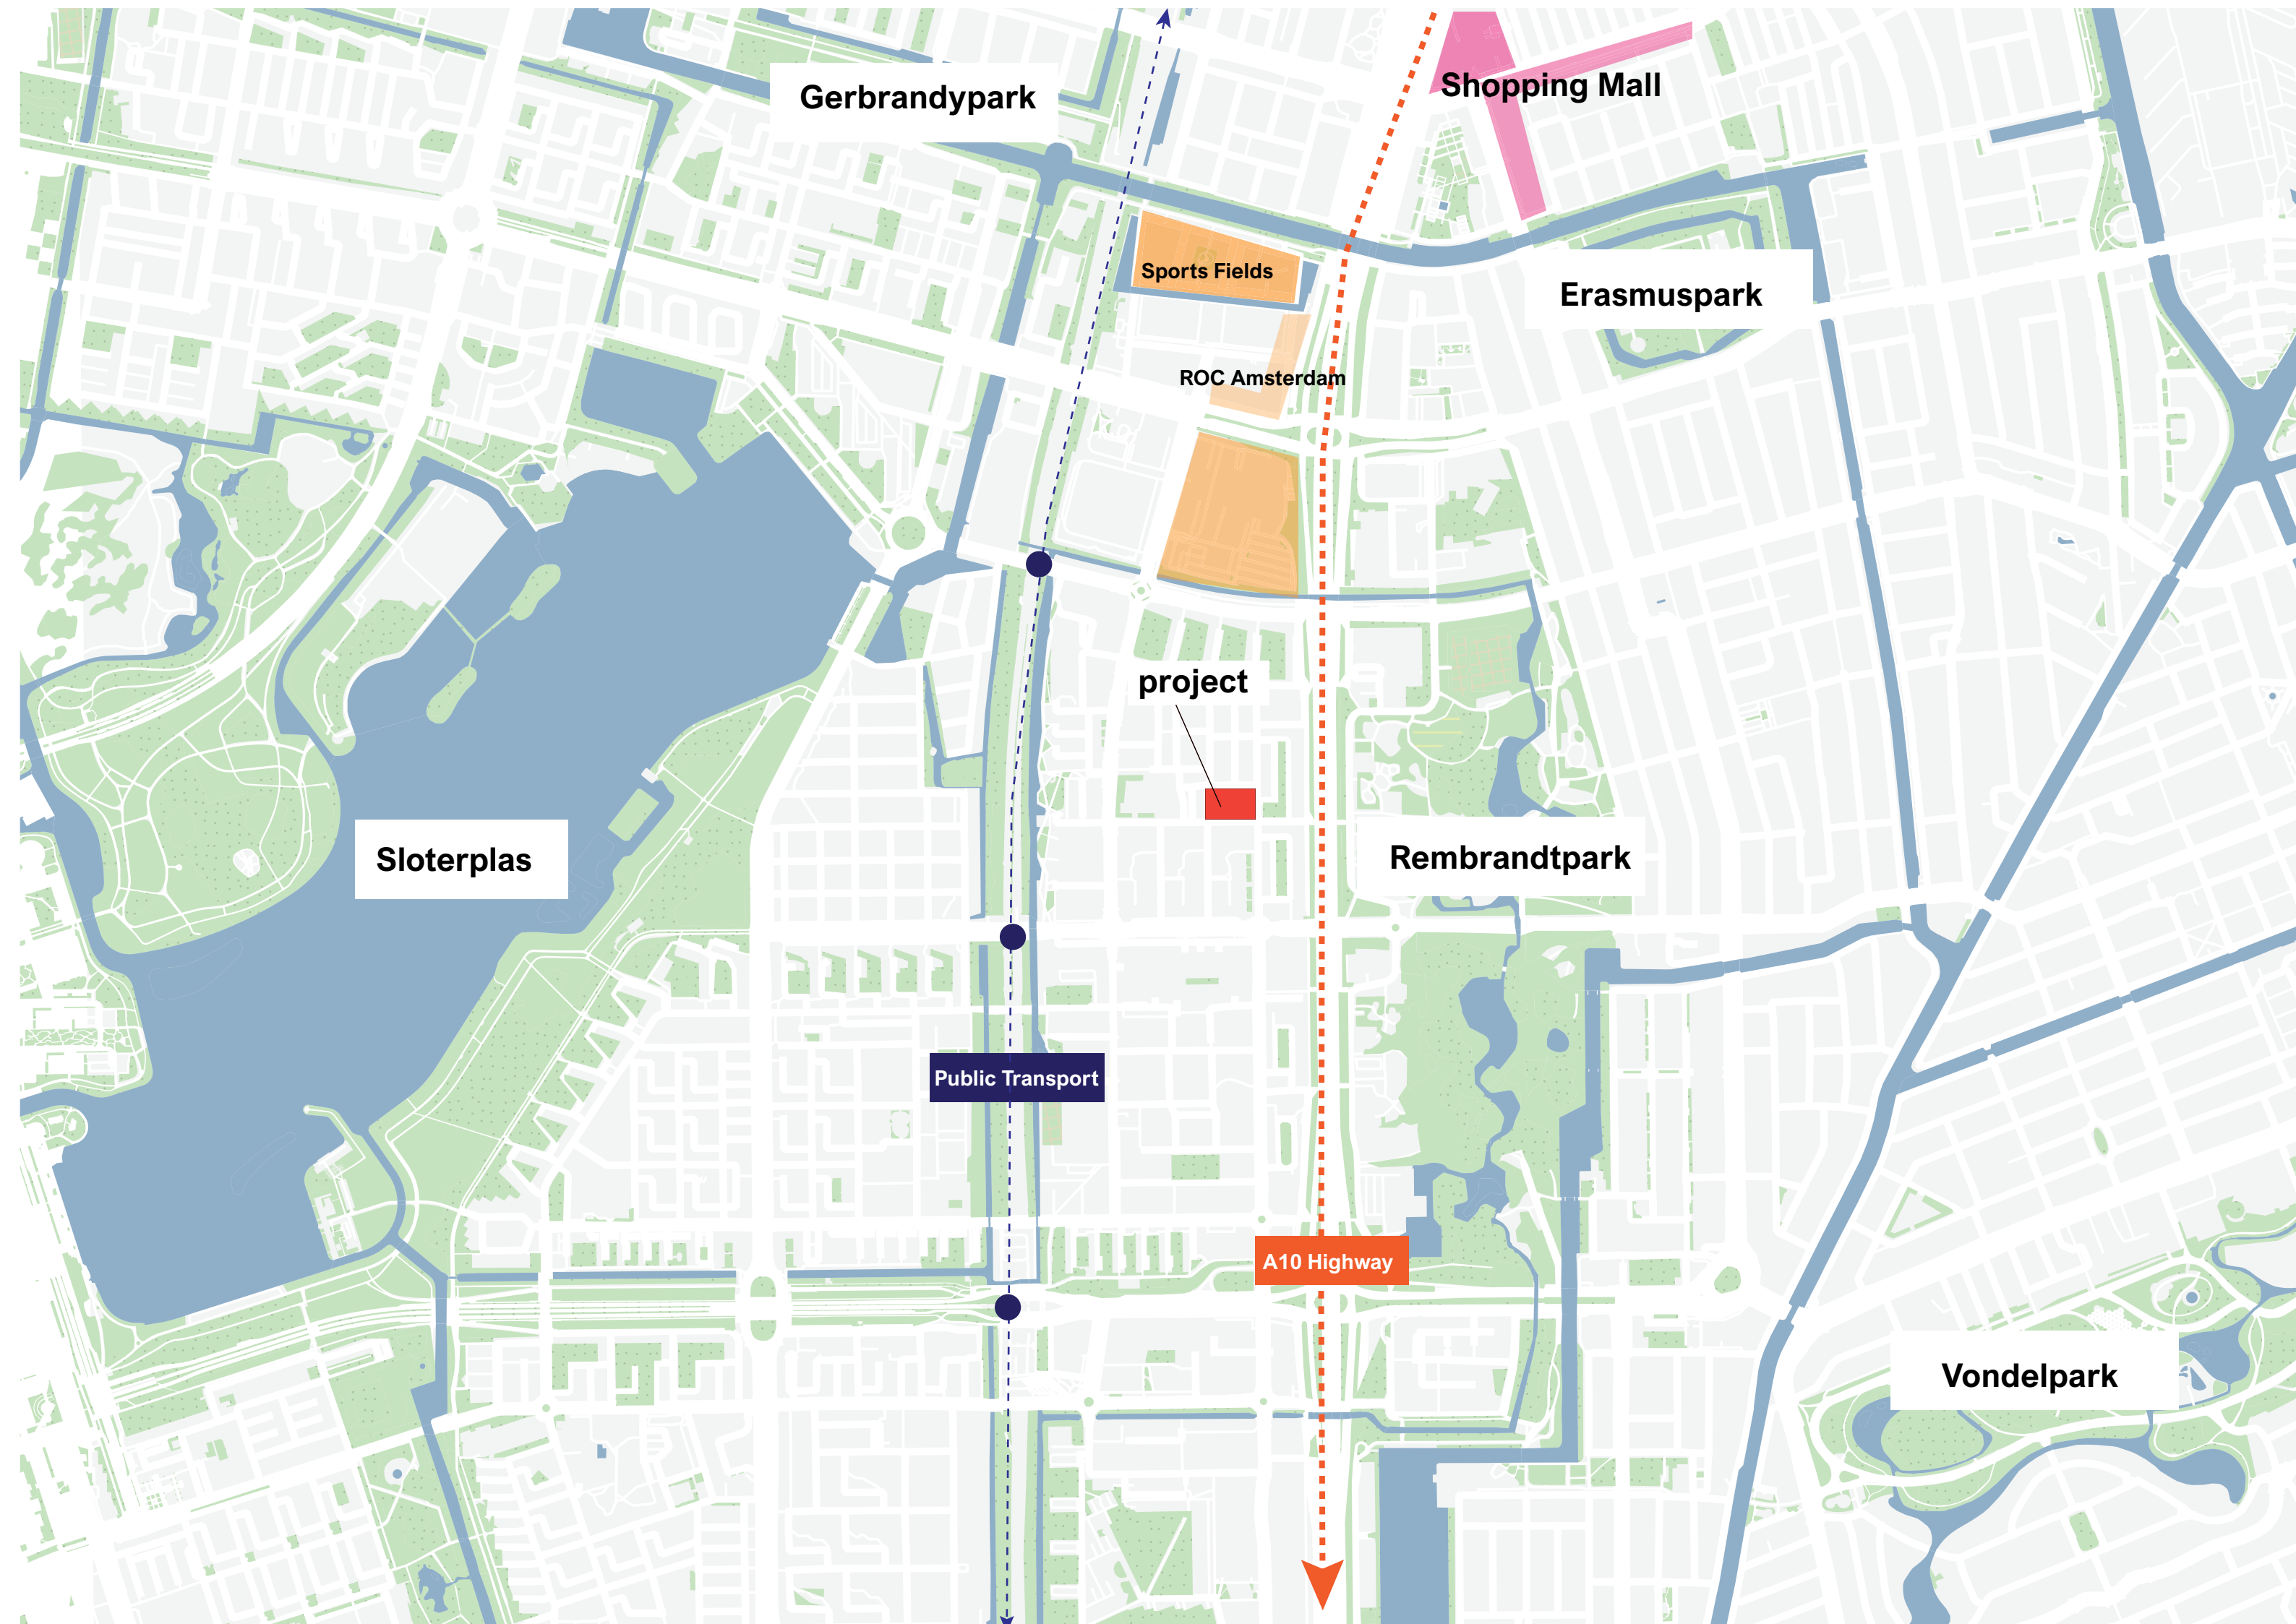 Gerbrandypark
Shopping Mall
Sports Fields
Erasmuspark
ROC Amsterdam
project
Sloterplas
Rembrandtpark
Public Transport
A10 Highway
Vondelpark